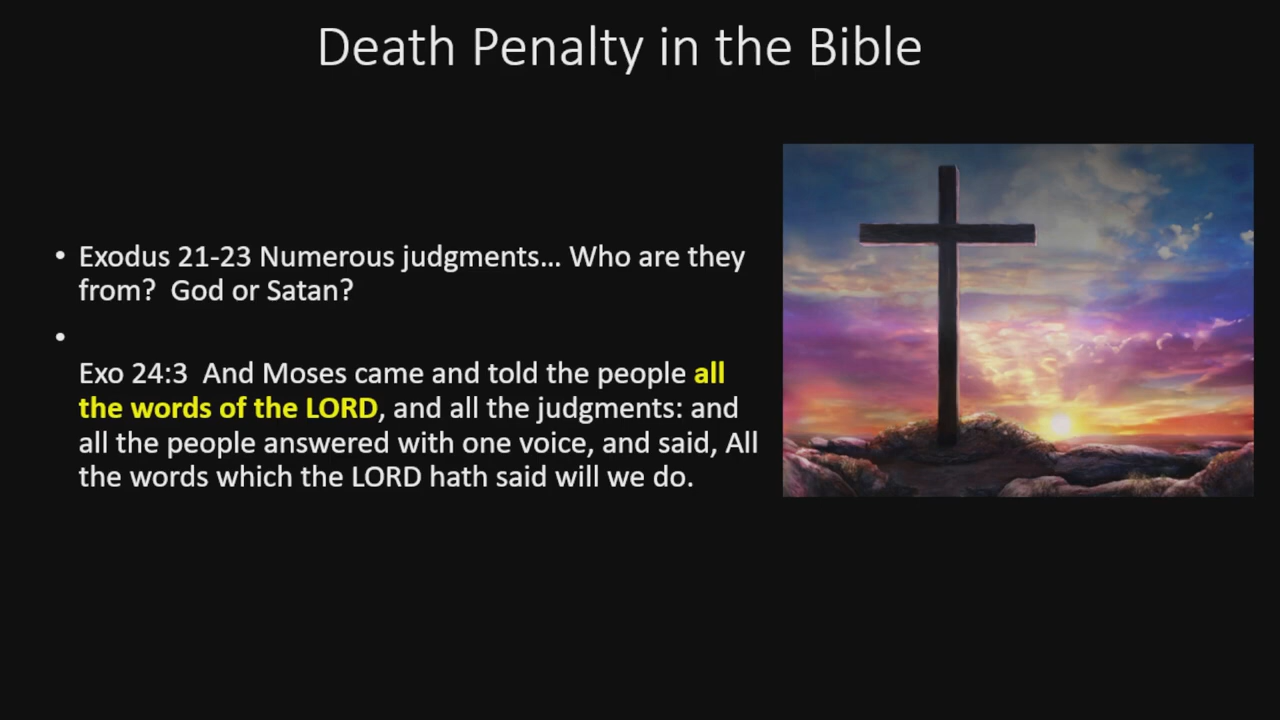 Death Penalty in the Bible
• Exodus 21-23 Numerous judgments... Who are they
from?  God or Satan?
•
Exo 24:3  And Moses came and told the people all
the words of the LORD, and all the judgments: and
all the people answered with one voice, and said, All
the words which the LORD hath said will we do.